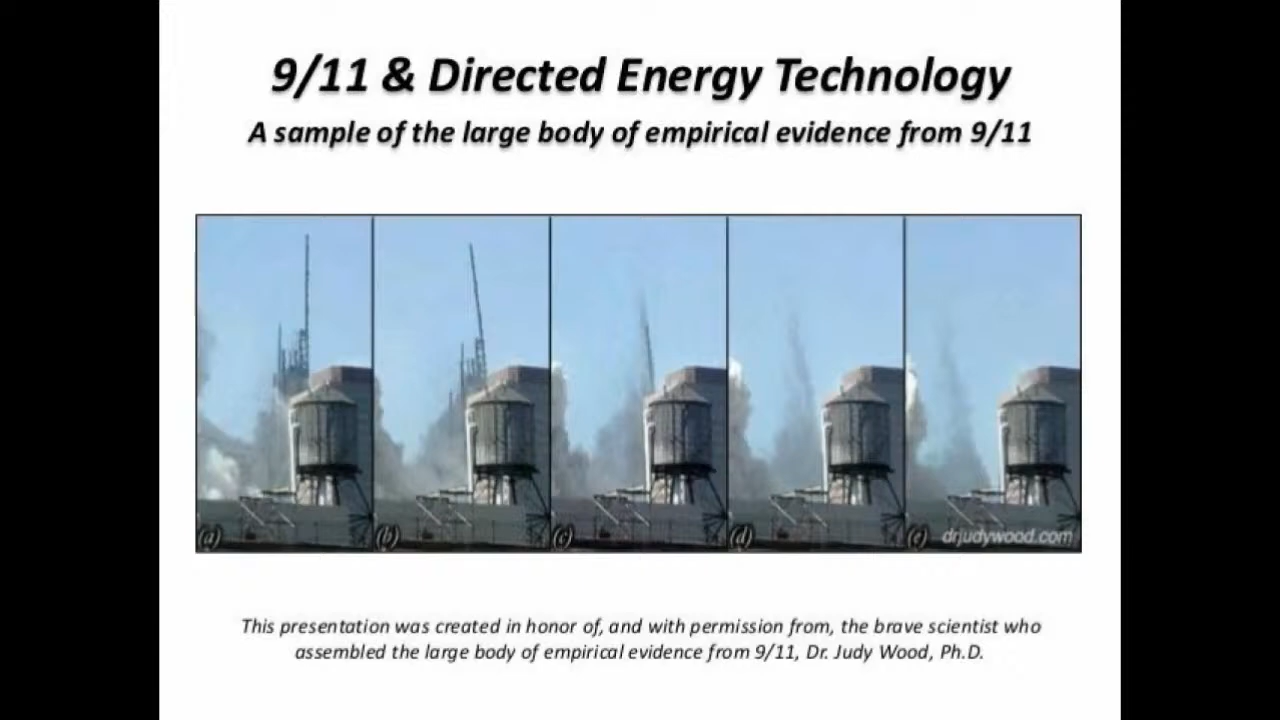 9/11 & Directed Energy Technology
A sample of the large body of empirical evidence from 9/11
(a) (b) (c) (d) (e) drjudywood.com
This presentation was created in honor of, and with permission from, the brave scientist who
assembled the large body of empirical evidence from 9/11, Dr. Judy Wood, Ph.D.